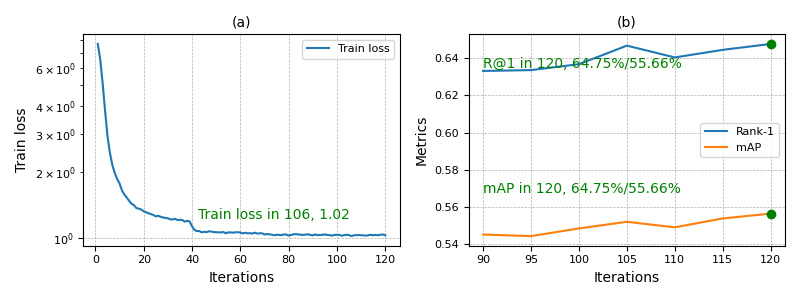 (a)
Train loss
6 × 10⁰
4 × 10⁰
3 × 10⁰
2 × 10⁰
10⁰
Train loss
Train loss in 106, 1.02
0 20 40 60 80 100 120
Iterations
(b)
Metrics
0.64
0.62
0.60
0.58
0.56
0.54
R@1 in 120, 64.75%/55.66%
Rank-1
mAP
mAP in 120, 64.75%/55.66%
90 95 100 105 110 115 120
Iterations